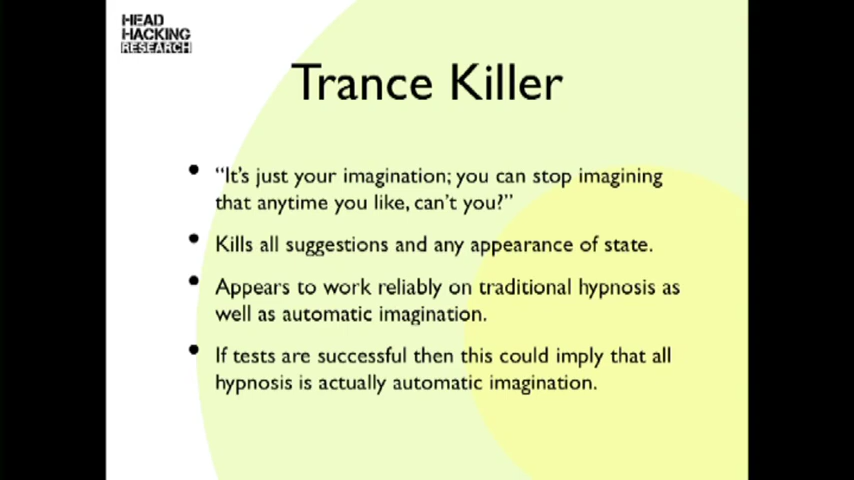 HEAD
HACKING
RESEARCH
Trance Killer
• “It’s just your imagination; you can stop imagining
that anytime you like, can’t you?”
• Kills all suggestions and any appearance of state.
• Appears to work reliably on traditional hypnosis as
well as automatic imagination.
• If tests are successful then this could imply that all
hypnosis is actually automatic imagination.